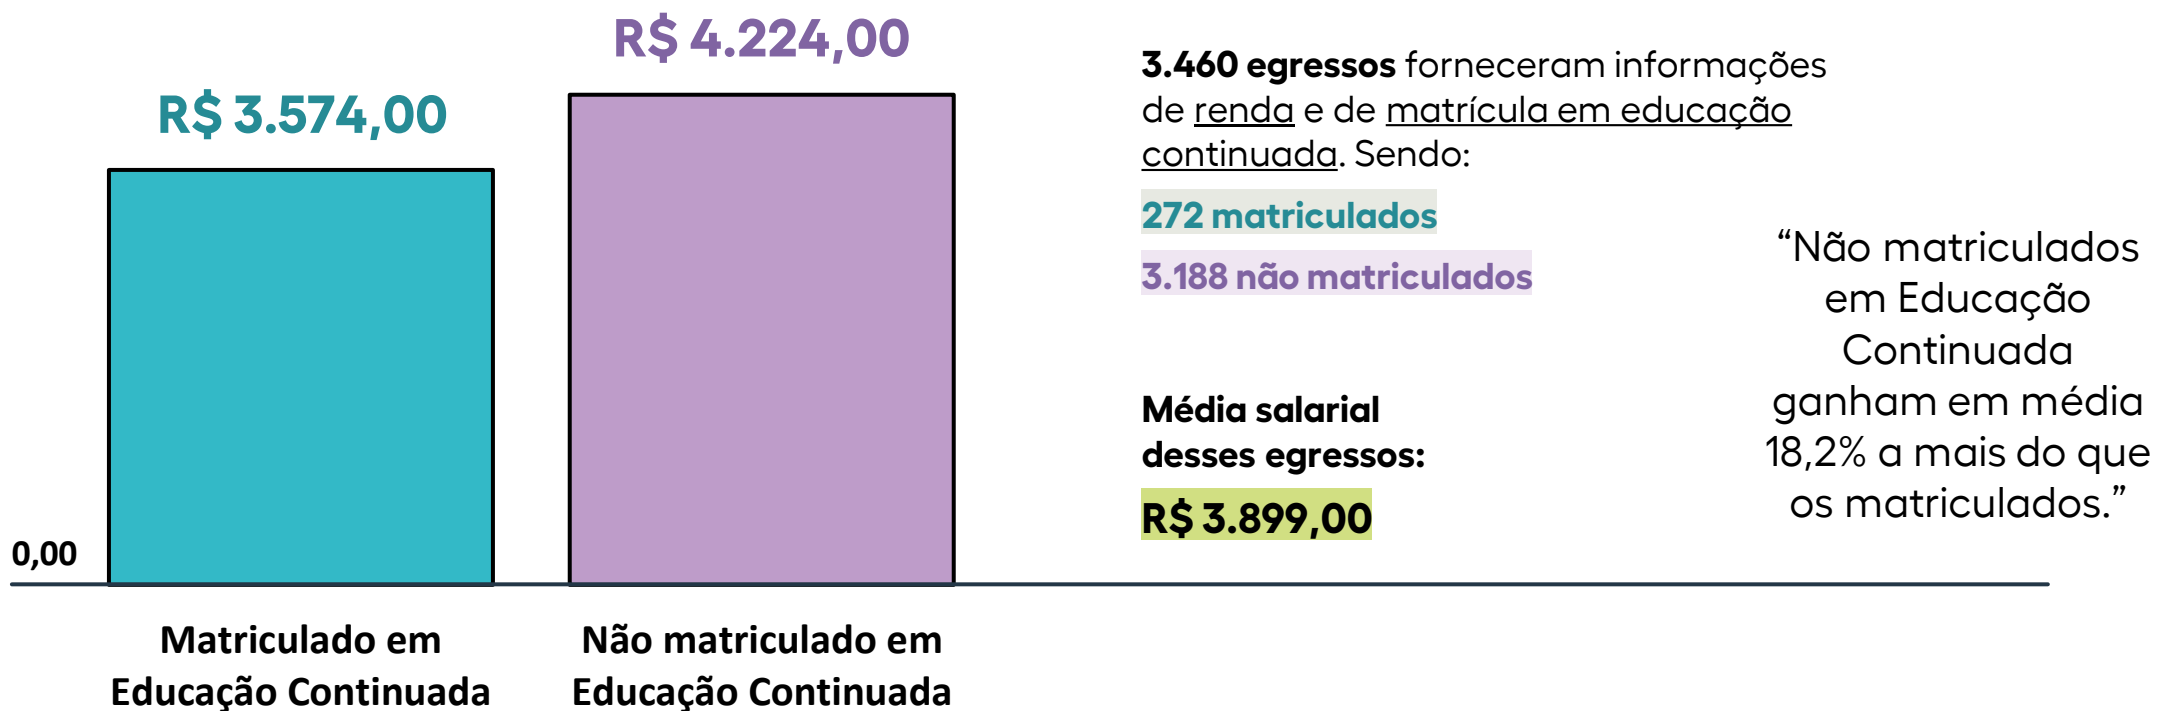 R$ 3.574,00
R$ 4.224,00
0,00
Matriculado em
Educação Continuada
Não matriculado em
Educação Continuada
3.460 egressos forneceram informações
de renda e de matrícula em educação
continuada. Sendo:
272 matriculados
3.188 não matriculados
Média salarial
desses egressos:
R$ 3.899,00
“Não matriculados
em Educação
Continuada
ganham em média
18,2% a mais do que
os matriculados.”